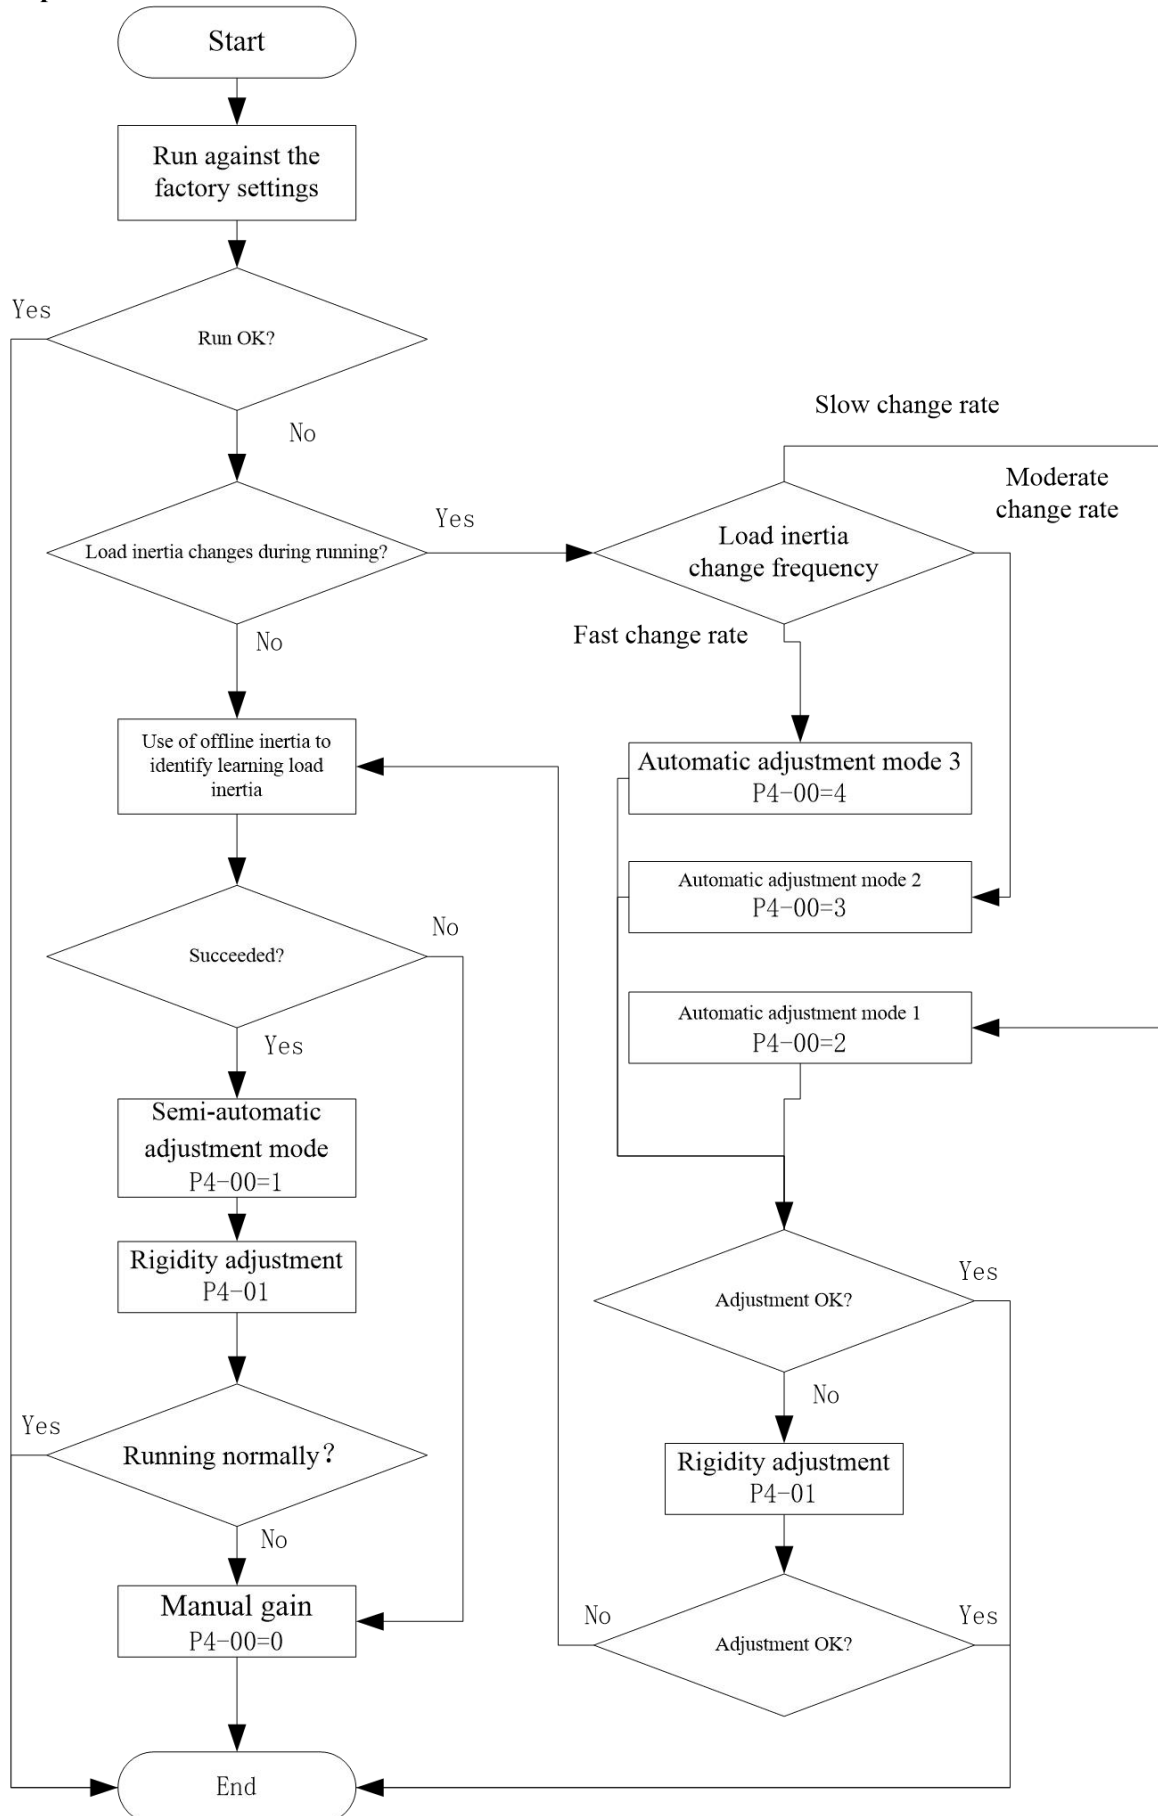 Start
Run against the
factory settings
Yes
Run OK?
No
Slow change rate
Moderate
change rate
Yes
Load inertia changes during running?
Load inertia
change frequency
No
Fast change rate
Use of offline inertia to
identify learning load
inertia
Automatic adjustment mode 3
P4-00=4
Automatic adjustment mode 2
P4-00=3
No
Succeeded?
Automatic adjustment mode 1
P4-00=2
Yes
Semi-automatic
adjustment mode
P4-00=1
Rigidity adjustment
P4-01
Yes
Adjustment OK?
No
Yes
Running normally?
Rigidity adjustment
P4-01
No
Manual gain
P4-00=0
No
Yes
Adjustment OK?
End